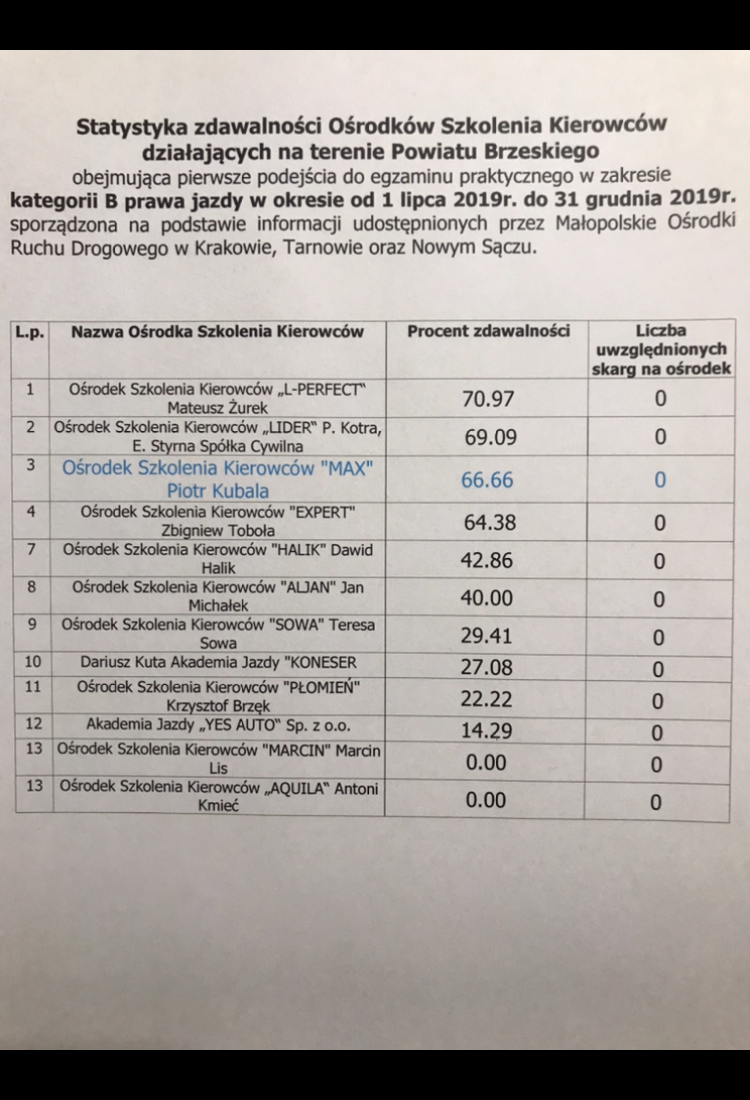 Statystyka zdawalności Ośrodków Szkolenia Kierowców
działających na terenie Powiatu Brzeskiego
obejmująca pierwsze podejścia do egzaminu praktycznego w zakresie
kategorii B prawa jazdy w okresie od 1 lipca 2019r. do 31 grudnia 2019r.
sporządzona na podstawie informacji udostępnionych przez Małopolskie Ośrodki
Ruchu Drogowego w Krakowie, Tarnowie oraz Nowym Sączu.
L.p. Nazwa Ośrodka Szkolenia Kierowców Procent zdawalności Liczba
uwzględnionych
skarg na ośrodek
1 Ośrodek Szkolenia Kierowców „L-PERFECT" 70.97 0
Mateusz Żurek
2 Ośrodek Szkolenia Kierowców „LIDER" P. Kotra, 69.09 0
E. Styrna Spółka Cywilna
3 Ośrodek Szkolenia Kierowców "MAX" 66.66 0
Piotr Kubala
4 Ośrodek Szkolenia Kierowców "EXPERT" 64.38 0
Zbigniew Toboła
7 Ośrodek Szkolenia Kierowców "HALIK" Dawid 42.86 0
Halik
8 Ośrodek Szkolenia Kierowców "ALJAN" Jan 40.00 0
Michałek
9 Ośrodek Szkolenia Kierowców "SOWA" Teresa 29.41 0
Sowa
10 Dariusz Kuta Akademia Jazdy "KONESER 27.08 0
11 Ośrodek Szkolenia Kierowców "PŁOMIEŃ" 22.22 0
Krzysztof Brzęk
12 Akademia Jazdy „YES AUTO" Sp. z o.o. 14.29 0
13 Ośrodek Szkolenia Kierowców "MARCIN" Marcin 0.00 0
Lis
13 Ośrodek Szkolenia Kierowców „AQUILA" Antoni 0.00 0
Kmieć